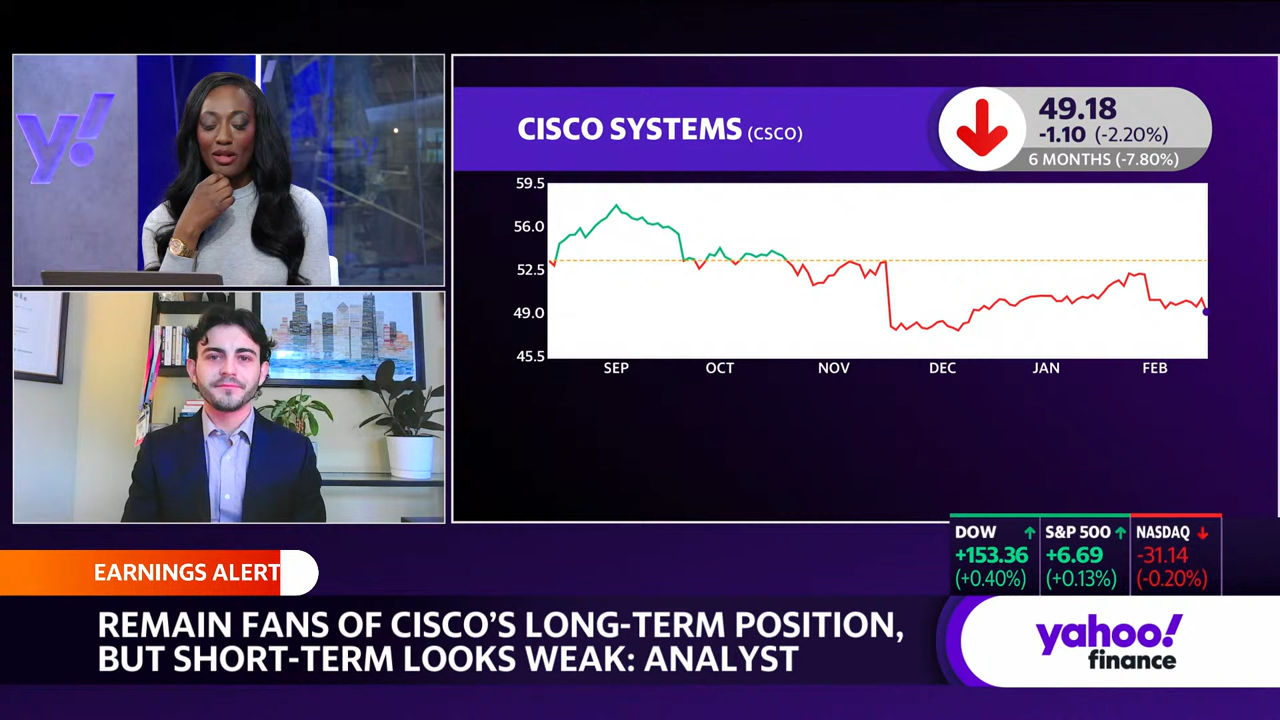 y!
CISCO SYSTEMS (CSCO)
49.18
-1.10 (-2.20%)
6 MONTHS (-7.80%)
59.5
56.0
52.5
49.0
45.5
SEP OCT NOV DEC JAN FEB
DOW
+153.36
(+0.40%)
S&P 500
+6.69
(+0.13%)
NASDAQ
-31.14
(-0.20%)
EARNINGS ALERT
REMAIN FANS OF CISCO'S LONG-TERM POSITION,
BUT SHORT-TERM LOOKS WEAK: ANALYST
yahoo!
finance